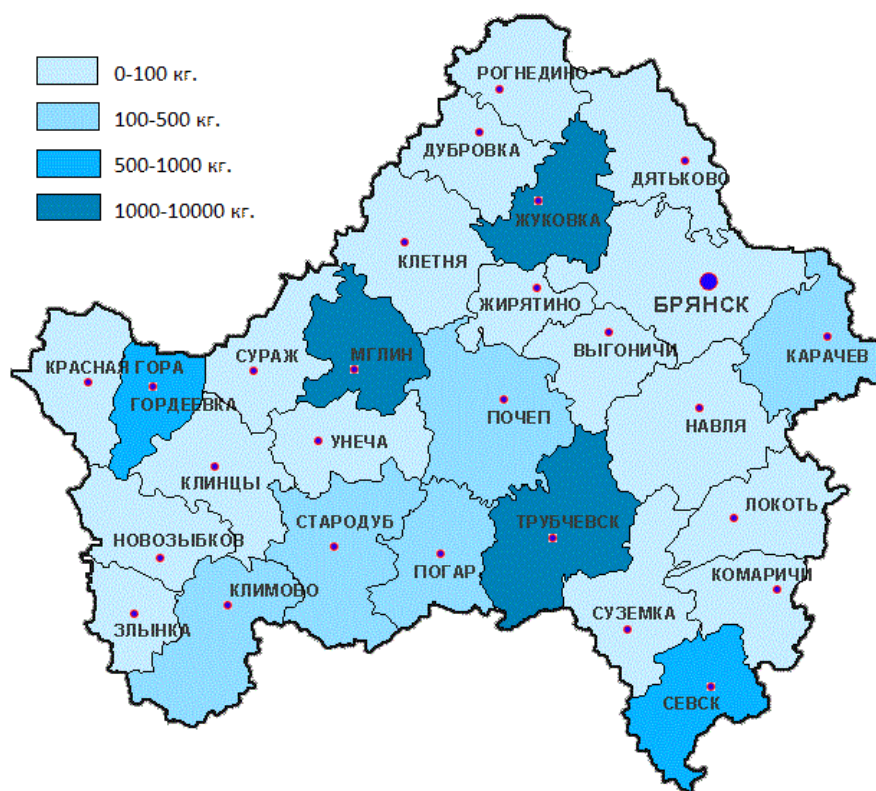 0-100 кг.
100-500 кг.
500-1000 кг.
1000-10000 кг.
РОГНЕДИНО
ДУБРОВКА
ДЯТЬКОВО
ЖУКОВКА
КЛЕТНЯ
ЖИРЯТИНО
БРЯНСК
ВЫГОНИЧИ
КАРАЧЕВ
СУРАЖ
МГЛИН
КРАСНАЯ ГОРА
ГОРДЕЕВКА
ПОЧЕП
НАВЛЯ
УНЕЧА
КЛИНЦЫ
ЛОКОТЬ
СТАРОДУБ
ТРУБЧЕВСК
НОВОЗЫБКОВ
ПОГАР
КОМАРИЧИ
КЛИМОВО
СУЗЕМКА
ЗЛЫНКА
СЕВСК